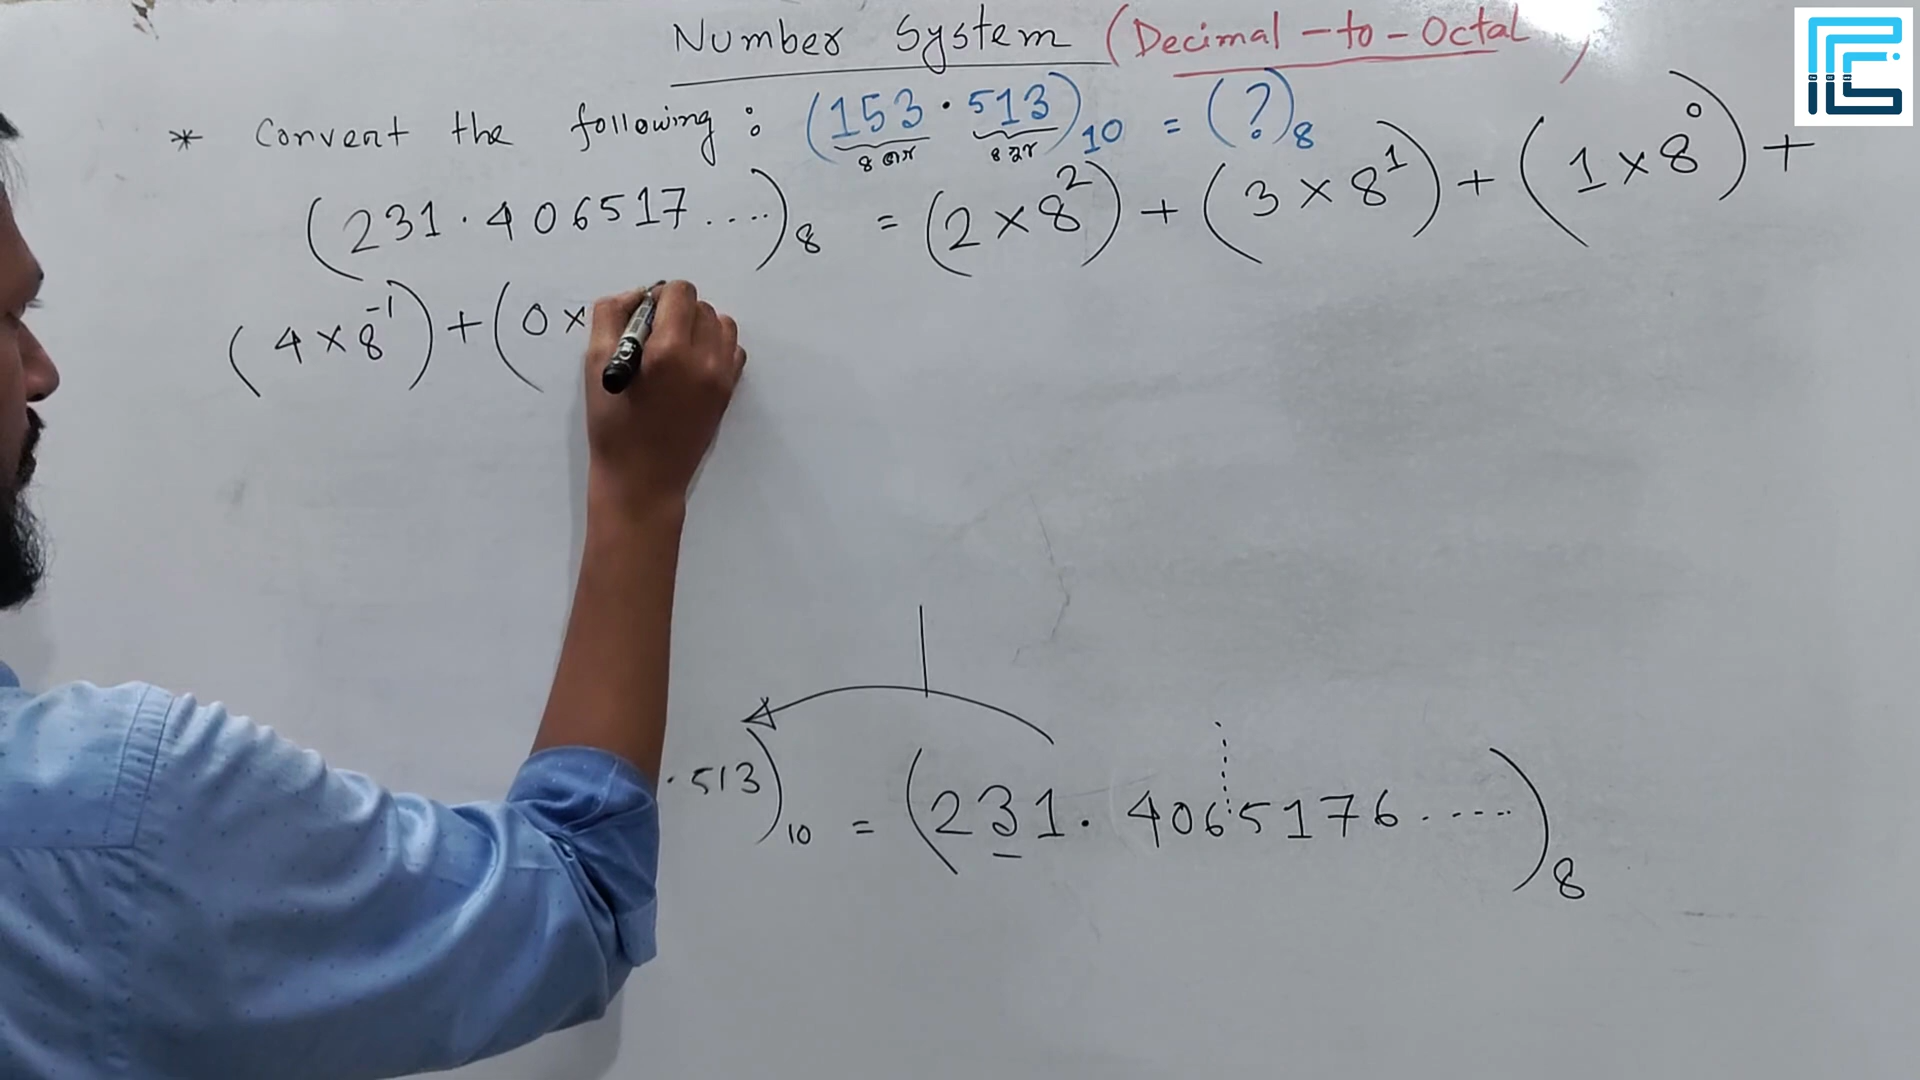 Number System (Decimal-to-Octal)
* Convert the following : (153.513)10 = (?)8
(231.406517....)8 = (2×8²)+(3×8¹)+(1×8⁰)+
(4×8⁻¹)+(0×
.513)10 = (231.4065176.....)8